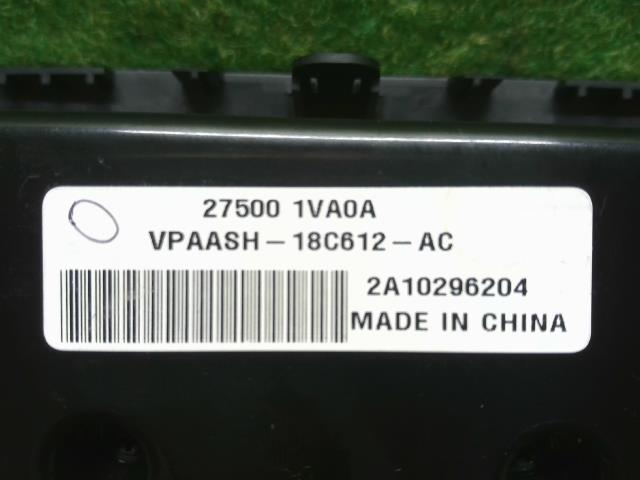 27500 1VA0A
VPAASH-18C612-AC
2A10296204
MADE IN CHINA